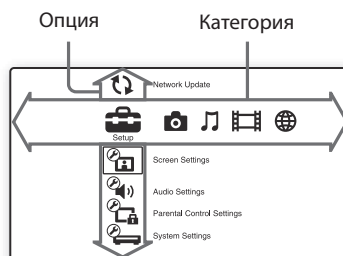 Опция Категория
Network Update
Setup
Screen Settings
Audio Settings
Parental Control Settings
System Settings